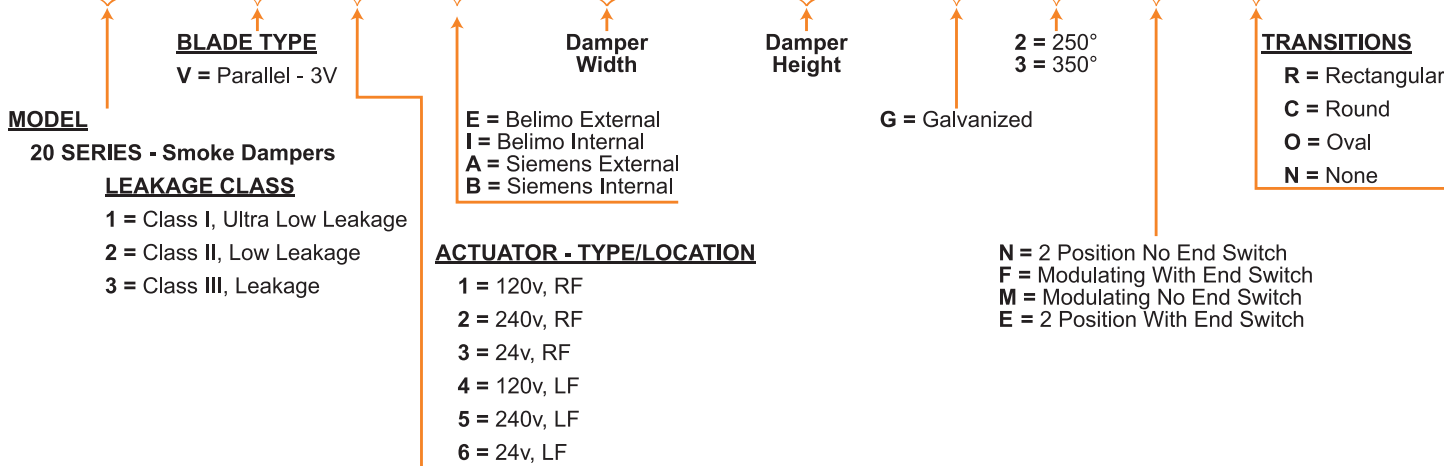 BLADE TYPE
V = Parallel - 3V
MODEL
20 SERIES - Smoke Dampers
LEAKAGE CLASS
1 = Class I, Ultra Low Leakage
2 = Class II, Low Leakage
3 = Class III, Leakage
E = Belimo External
I = Belimo Internal
A = Siemens External
B = Siemens Internal
ACTUATOR - TYPE/LOCATION
1 = 120v, RF
2 = 240v, RF
3 = 24v, RF
4 = 120v, LF
5 = 240v, LF
6 = 24v, LF
Damper
Width
Damper
Height
G = Galvanized
2 = 250°
3 = 350°
N = 2 Position No End Switch
F = Modulating With End Switch
M = Modulating No End Switch
E = 2 Position With End Switch
TRANSITIONS
R = Rectangular
C = Round
O = Oval
N = None